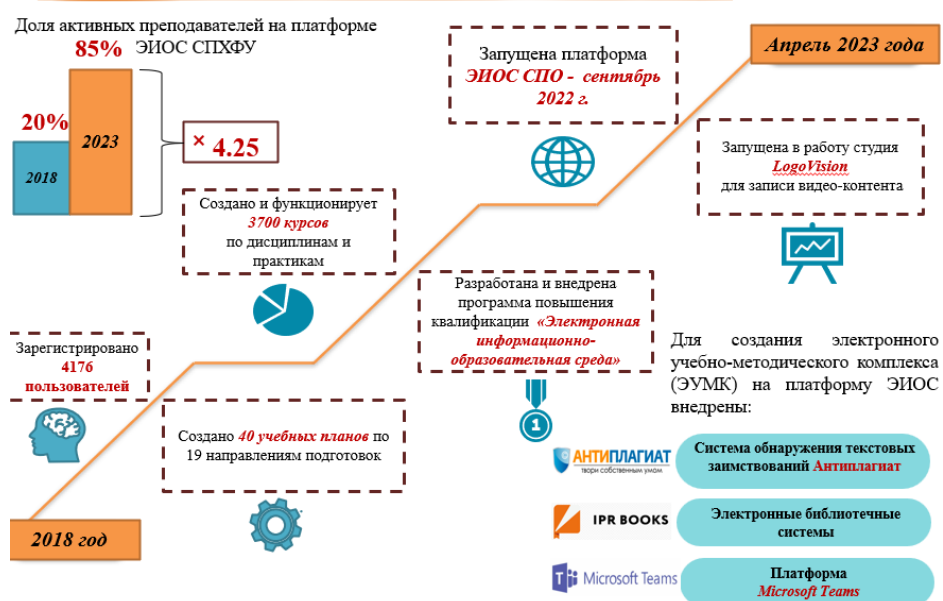 Доля активных преподавателей на платформе
ЭИОС СПХФУ
85%
20%
2023
2018
× 4.25
Запущена платформа
ЭИОС СПО - сентябрь
2022 г.
Апрель 2023 года
Запущена в работу студия
LogoVision
для записи видео-контента
Создано и функционирует
3700 курсов
по дисциплинам и
практикам
Разработана и внедрена
программа повышения
квалификации «Электронная
информационно-
образовательная среда»
1
Зарегистрировано
4176
пользователей
Создано 40 учебных планов по
19 направлениям подготовок
2018 год
Для создания электронного
учебно-методического комплекса
(ЭУМК) на платформу ЭИОС
внедрены:
АНТИПЛАГИАТ
твори собственным умом
Система обнаружения текстовых
заимствований Антиплагиат
IPR BOOKS
Электронные библиотечные
системы
Microsoft Teams
Платформа
Microsoft Teams